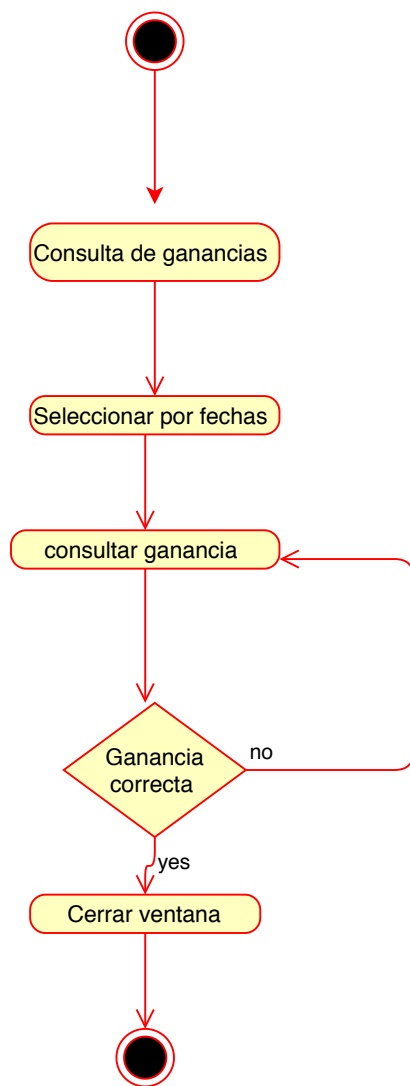 Consulta de ganancias
Seleccionar por fechas
consultar ganancia
Ganancia
correcta
no
yes
Cerrar ventana